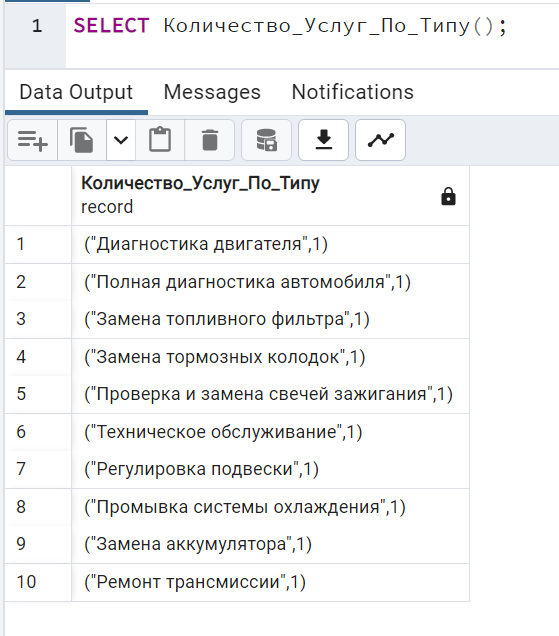 1 SELECT Количество_Услуг_По_Типу();
Data Output Messages Notifications
Количество_Услуг_По_Типу
record
1 ("Диагностика двигателя",1)
2 ("Полная диагностика автомобиля",1)
3 ("Замена топливного фильтра",1)
4 ("Замена тормозных колодок",1)
5 ("Проверка и замена свечей зажигания",1)
6 ("Техническое обслуживание",1)
7 ("Регулировка подвески",1)
8 ("Промывка системы охлаждения",1)
9 ("Замена аккумулятора",1)
10 ("Ремонт трансмиссии",1)